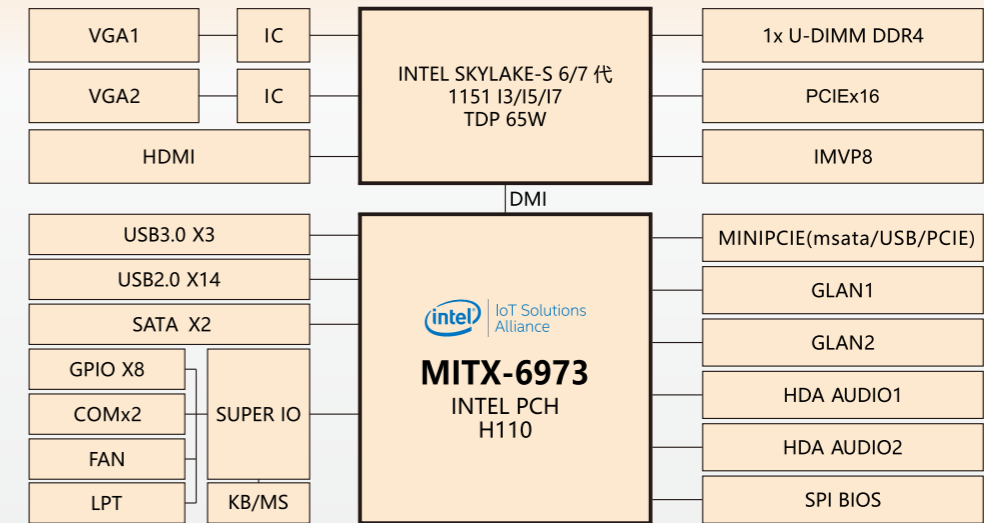 VGA1
IC
VGA2
IC
HDMI
INTEL SKYLAKE-S 6/7 代
1151 I3/I5/I7
TDP 65W
1x U-DIMM DDR4
PCIEx16
IMVP8
DMI
USB3.0 X3
USB2.0 X14
SATA X2
GPIO X8
COMx2
FAN
LPT
SUPER IO
KB/MS
intel
IoT Solutions
Alliance
MITX-6973
INTEL PCH
H110
MINIPCIE(msata/USB/PCIE)
GLAN1
GLAN2
HDA AUDIO1
HDA AUDIO2
SPI BIOS